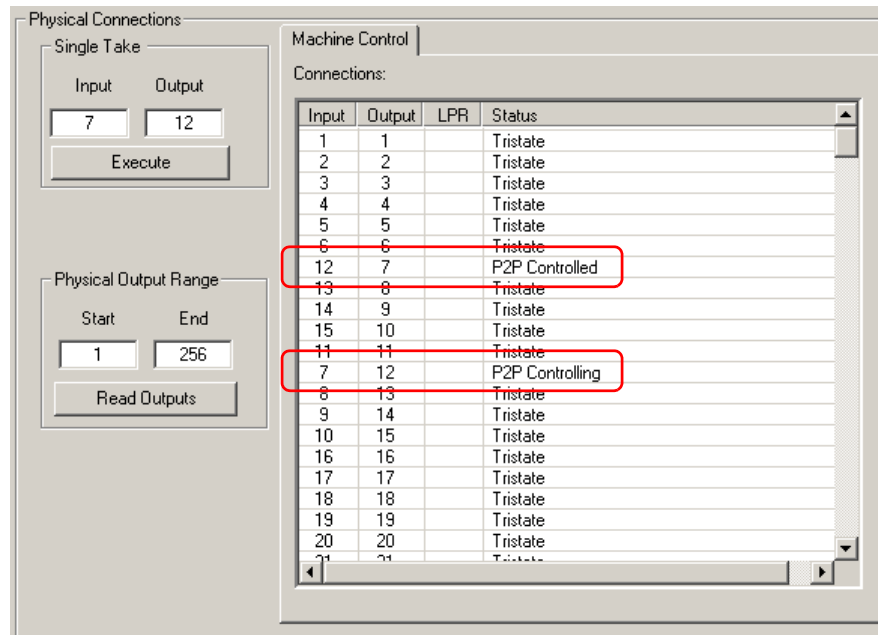 Physical Connections
Single Take
Input Output
7 12
Execute
Physical Output Range
Start End
1 256
Read Outputs
Machine Control
Connections:
Input Output LPR Status
1 1 Tristate
2 2 Tristate
3 3 Tristate
4 4 Tristate
5 5 Tristate
6 6 Tristate
12 7 P2P Controlled
13 8 Tristate
14 9 Tristate
15 10 Tristate
11 11 Tristate
7 12 P2P Controlling
8 13 Tristate
9 14 Tristate
10 15 Tristate
16 16 Tristate
17 17 Tristate
18 18 Tristate
19 19 Tristate
20 20 Tristate
21 21 Tristate